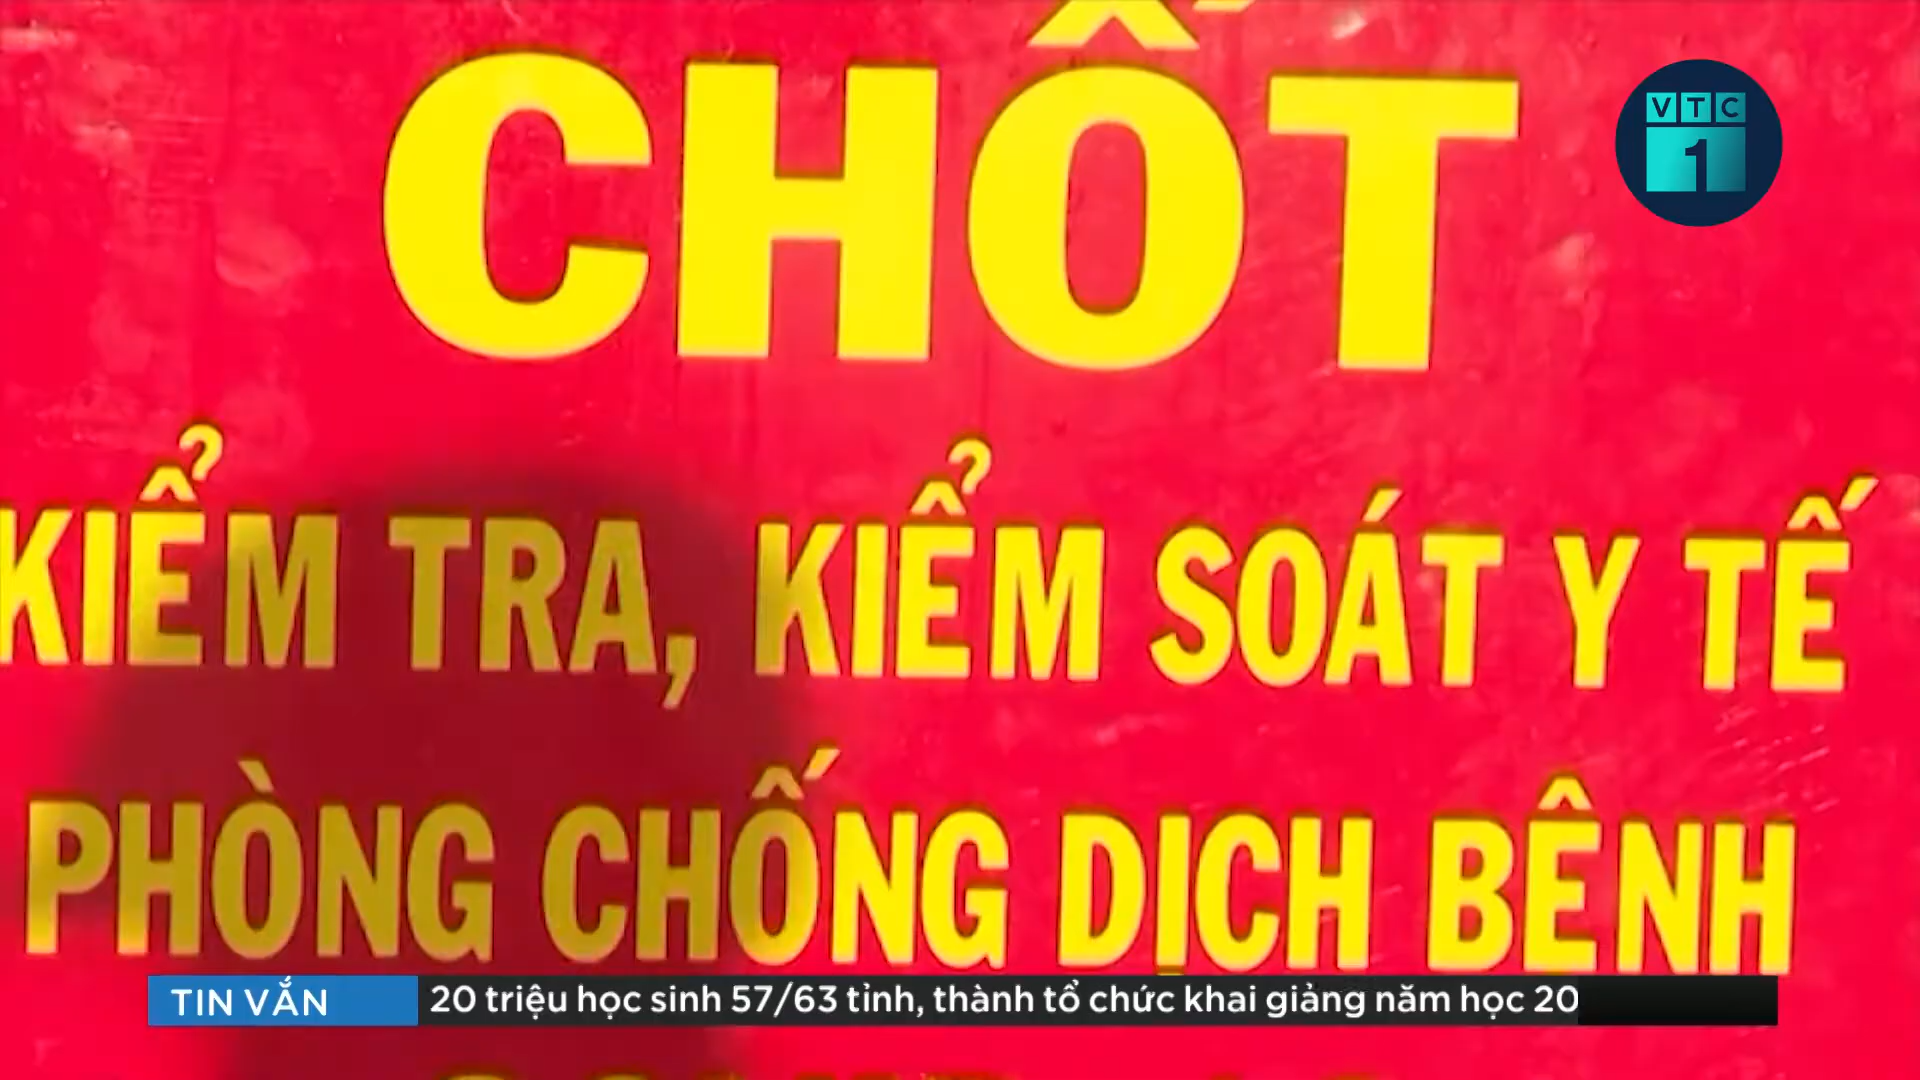 CHỐT
VTC
1
KIỂM TRA, KIỂM SOÁT Y TẾ
PHÒNG CHỐNG DỊCH BỆNH
TIN VẮN
20 triệu học sinh 57/63 tỉnh, thành tổ chức khai giảng năm học 20